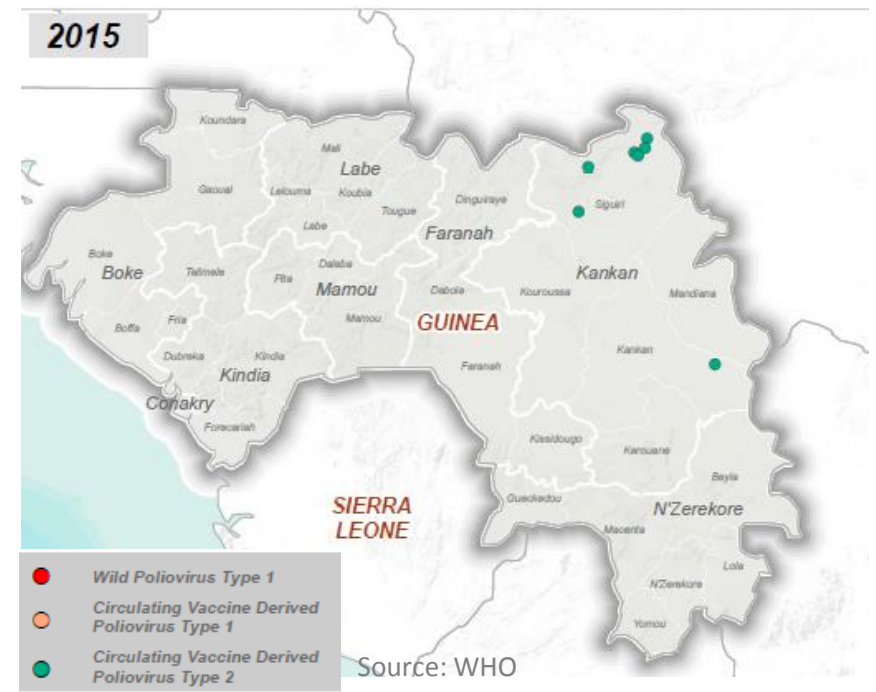 2015
Koundara
Mali
Labe
Gaoual
Lelouma
Koubia
Tougue
Dinguiraye
Siguiri
Labe
Faranah
Boke
Boke
Telimele
Pita
Dalaba
Mamou
Dabola
Kankan
Kouroussa
Mandiana
Boffa
Fria
Mamou
GUINEA
Dubreka
Kindia
Kindia
Faranah
Kankan
Conakry
Forecariah
Kissidougo
Karouane
Beyla
Gueckedou
SIERRA
LEONE
N'Zerekore
Macenta
Lola
N'Zerekore
Yomou
Wild Poliovirus Type 1
Circulating Vaccine Derived
Poliovirus Type 1
Circulating Vaccine Derived
Poliovirus Type 2
Source: WHO